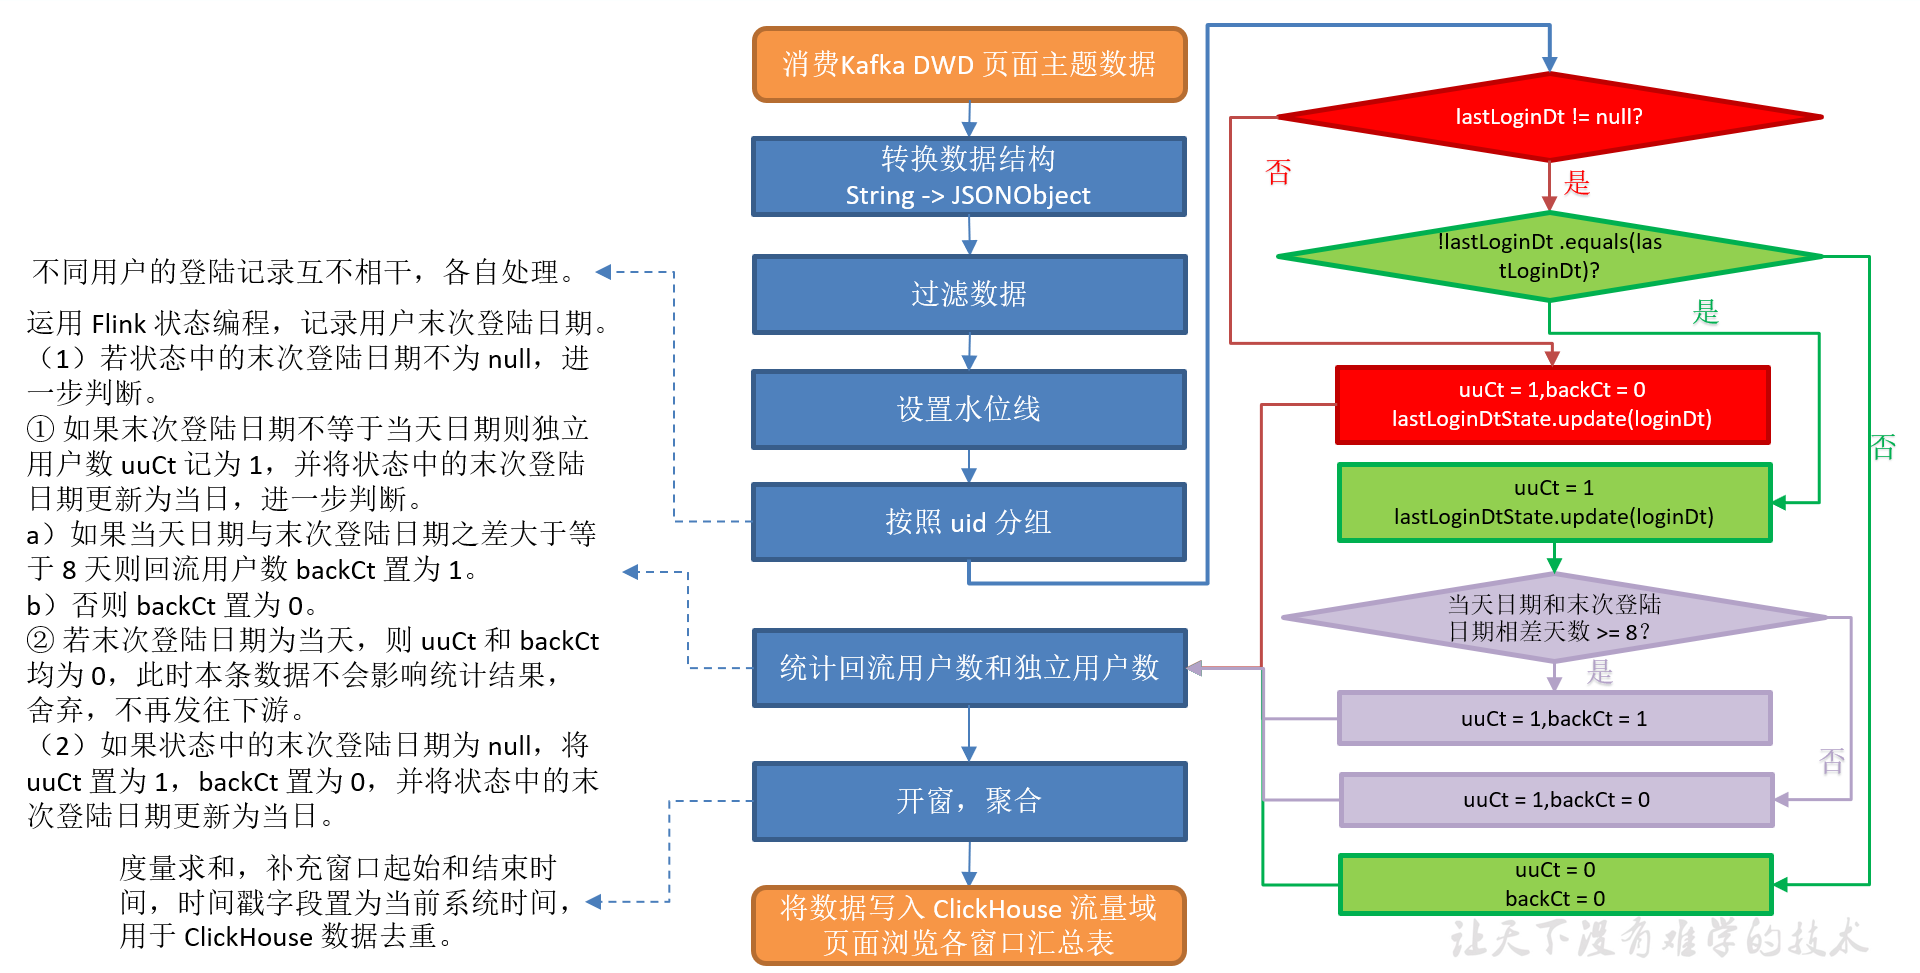 消费Kafka DWD 页面主题数据
转换数据结构
String -> JSONObject
过滤数据
设置水位线
按照 uid 分组
统计回流用户数和独立用户数
开窗，聚合
将数据写入 ClickHouse 流量域
页面浏览各窗口汇总表
不同用户的登陆记录互不相干，各自处理。
运用 Flink 状态编程，记录用户末次登陆日期。
（1）若状态中的末次登陆日期不为 null，进
一步判断。
① 如果末次登陆日期不等于当天日期则独立
用户数 uuCt 记为 1，并将状态中的末次登陆
日期更新为当日，进一步判断。
a）如果当天日期与末次登陆日期之差大于等
于 8 天则回流用户数 backCt 置为 1。
b）否则 backCt 置为 0。
② 若末次登陆日期为当天，则 uuCt 和 backCt
均为 0，此时本条数据不会影响统计结果，
舍弃，不再发往下游。
（2）如果状态中的末次登陆日期为 null，将
uuCt 置为 1，backCt 置为 0，并将状态中的末
次登陆日期更新为当日。
度量求和，补充窗口起始和结束时
间，时间戳字段置为当前系统时间，
用于 ClickHouse 数据去重。
lastLoginDt != null?
否
是
!lastLoginDt .equals(las
tLoginDt)?
是
否
uuCt = 1,backCt = 0
lastLoginDtState.update(loginDt)
uuCt = 1
lastLoginDtState.update(loginDt)
当天日期和末次登陆
日期相差天数 >= 8？
是
否
uuCt = 1,backCt = 1
uuCt = 1,backCt = 0
uuCt = 0
backCt = 0
让天下没有难学的技术